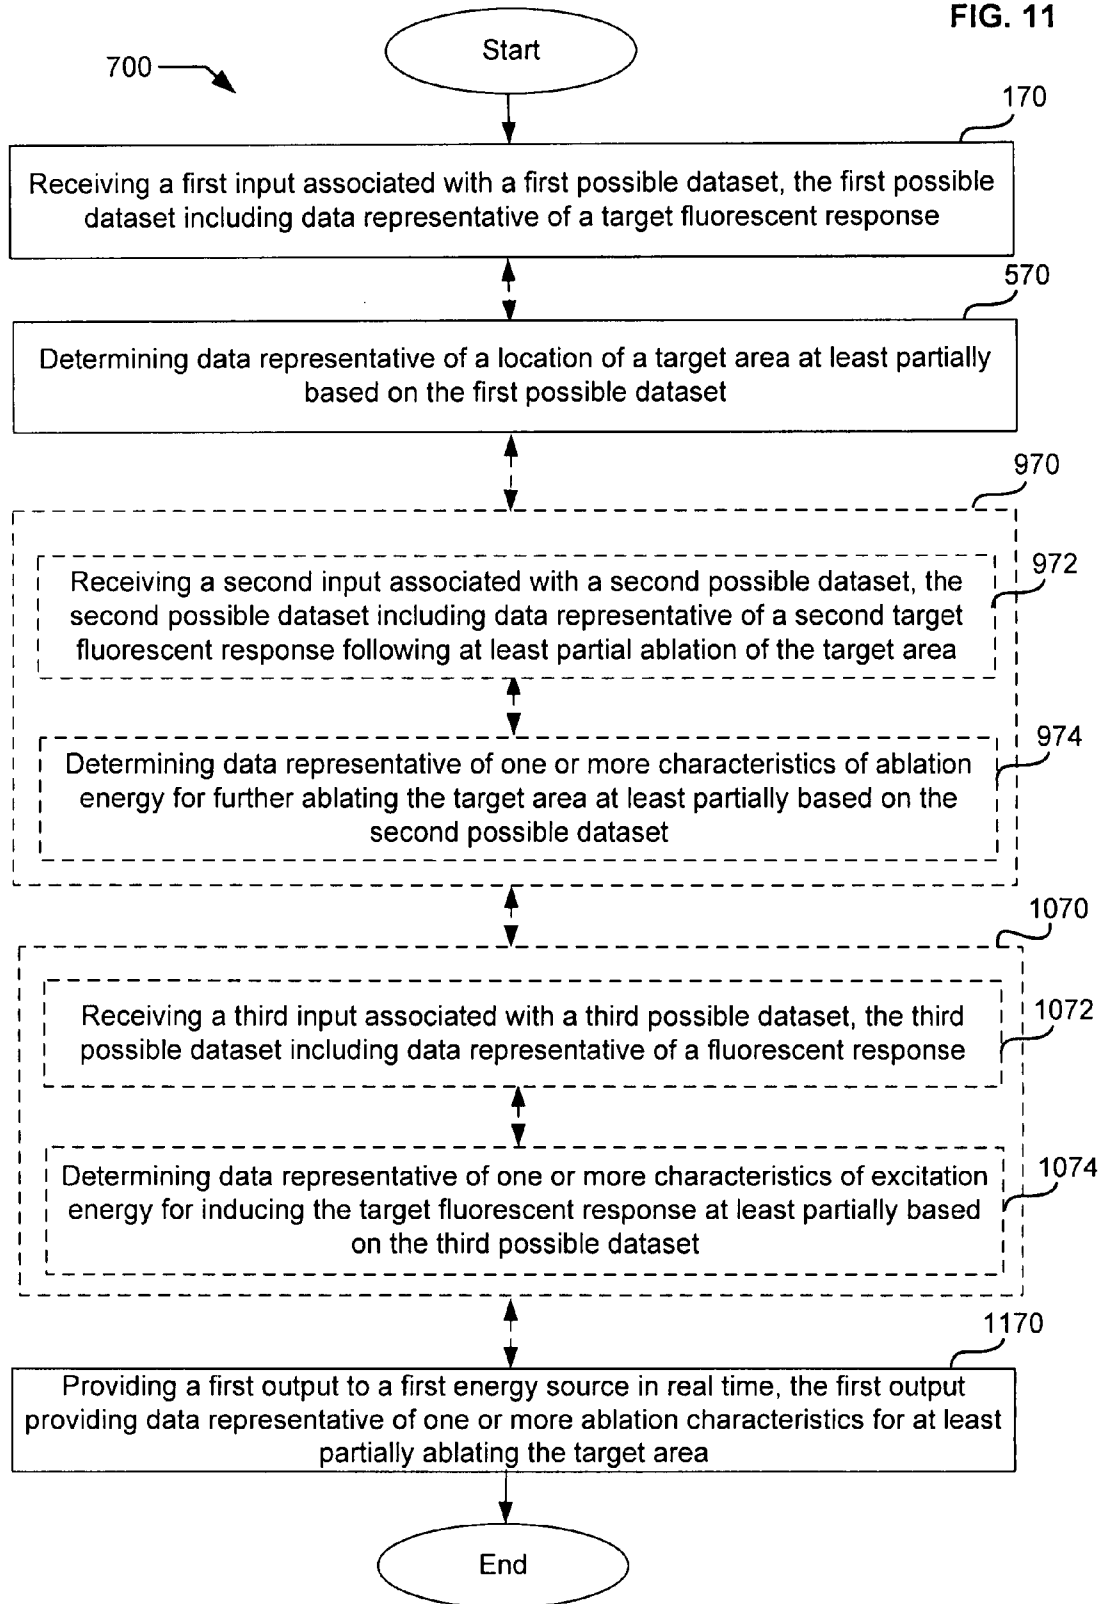 FIG. 11
Start
700
170
Receiving a first input associated with a first possible dataset, the first possible
dataset including data representative of a target fluorescent response
570
Determining data representative of a location of a target area at least partially
based on the first possible dataset
970
972
Receiving a second input associated with a second possible dataset, the
second possible dataset including data representative of a second target
fluorescent response following at least partial ablation of the target area
974
Determining data representative of one or more characteristics of ablation
energy for further ablating the target area at least partially based on the
second possible dataset
1070
1072
Receiving a third input associated with a third possible dataset, the third
possible dataset including data representative of a fluorescent response
1074
Determining data representative of one or more characteristics of excitation
energy for inducing the target fluorescent response at least partially based
on the third possible dataset
1170
Providing a first output to a first energy source in real time, the first output
providing data representative of one or more ablation characteristics for at least
partially ablating the target area
End